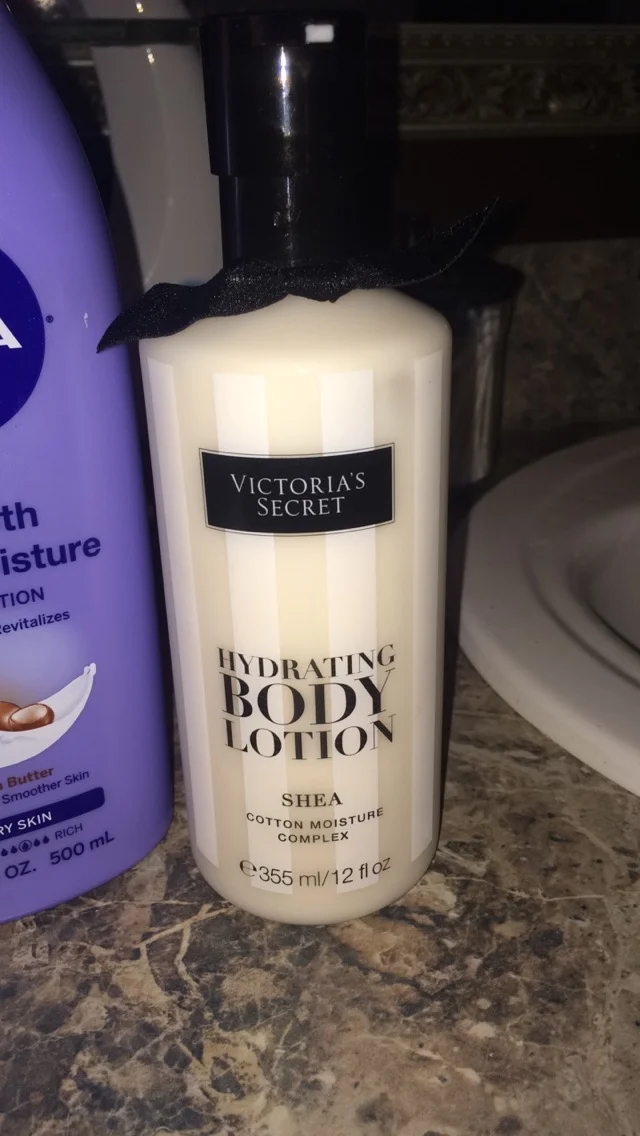 A
th
isture
TION
Revitalizes
Butter
Smoother Skin
RY SKIN
RICH
OZ. 500 mL
VICTORIA'S
SECRET
HYDRATING
BODY
LOTION
SHEA
COTTON MOISTURE
COMPLEX
℮355 ml/12 fl oz